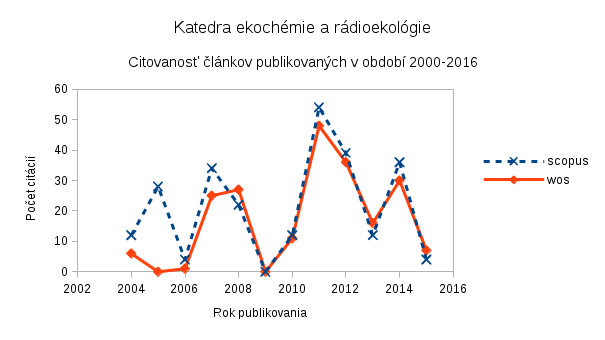 Katedra ekochémie a rádioekológie
Citovanosť článkov publikovaných v období 2000-2016
60
50
40
30
20
10
0
Počet citácií
2002 2004 2006 2008 2010 2012 2014 2016
Rok publikovania
scopus
wos